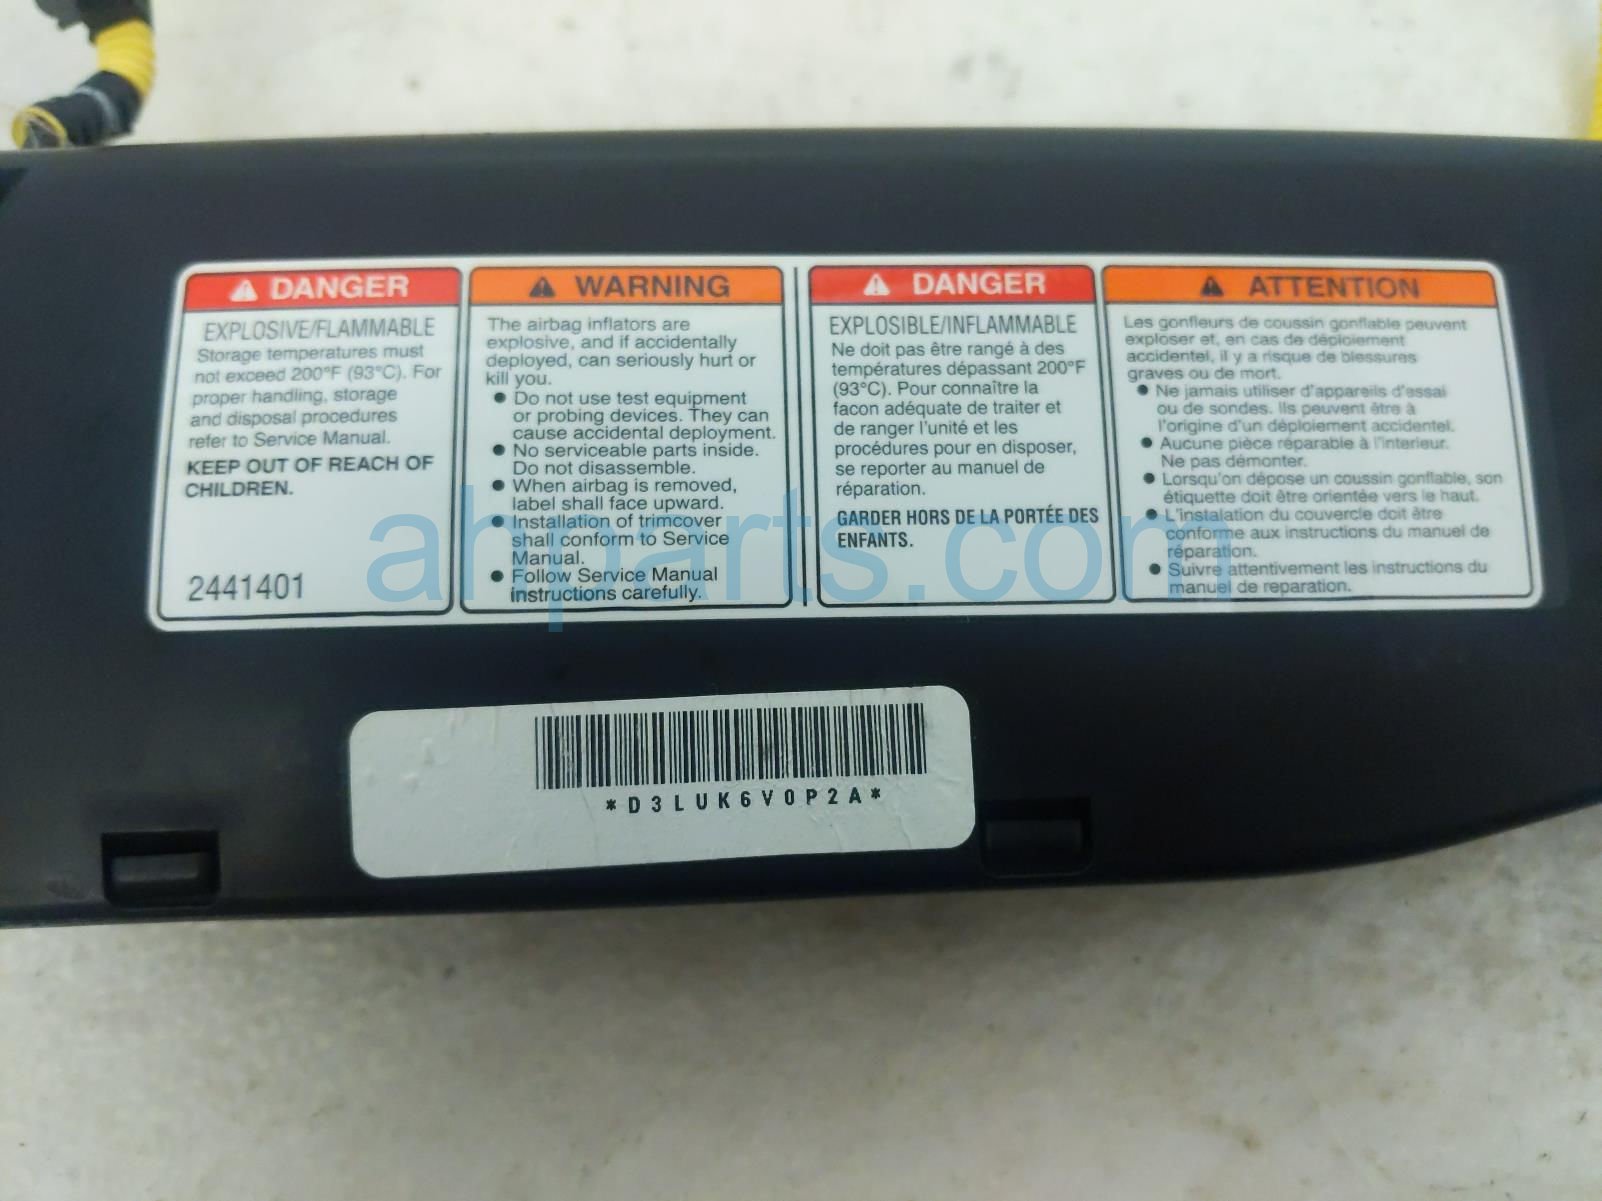 DANGER
EXPLOSIVE/FLAMMABLE
Storage temperatures must
not exceed 200°F (93°C). For
proper handling, storage
and disposal procedures
refer to Service Manual.
KEEP OUT OF REACH OF
CHILDREN.
2441401
WARNING
The airbag inflators are
explosive, and if accidentally
deployed, can seriously hurt or
kill you.
● Do not use test equipment
or probing devices. They can
cause accidental deployment.
● No serviceable parts inside.
Do not disassemble.
● When airbag is removed,
label shall face upward.
● Installation of trimcover
shall conform to Service
Manual.
● Follow Service Manual
instructions carefully.
DANGER
EXPLOSIBLE/INFLAMMABLE
Ne doit pas être rangé à des
températures dépassant 200°F
(93°C). Pour connaître la
facon adéquate de traiter et
de ranger l'unité et les
procédures pour en disposer,
se reporter au manuel de
réparation.
GARDER HORS DE LA PORTÉE DES
ENFANTS.
ATTENTION
Les gonfleurs de coussin gonflable peuvent
exploser et, en cas de déploiement
accidentel, il y a risque de blessures
graves ou de mort.
● Ne jamais utiliser d'appareils d'essai
ou de sondes. Ils peuvent être à
l'origine d'un déploiement accidentel.
● Aucune pièce réparable à l'interieur.
Ne pas démonter.
● Lorsqu'on dépose un coussin gonflable, son
étiquette doit être orientée vers le haut.
● L'instalation du couvercle doit être
conforme aux instructions du manuel de
réparation.
● Suivre attentivement les instructions du
manuel de reparation.
ahparts.com
*D3LUK6V0P2A*